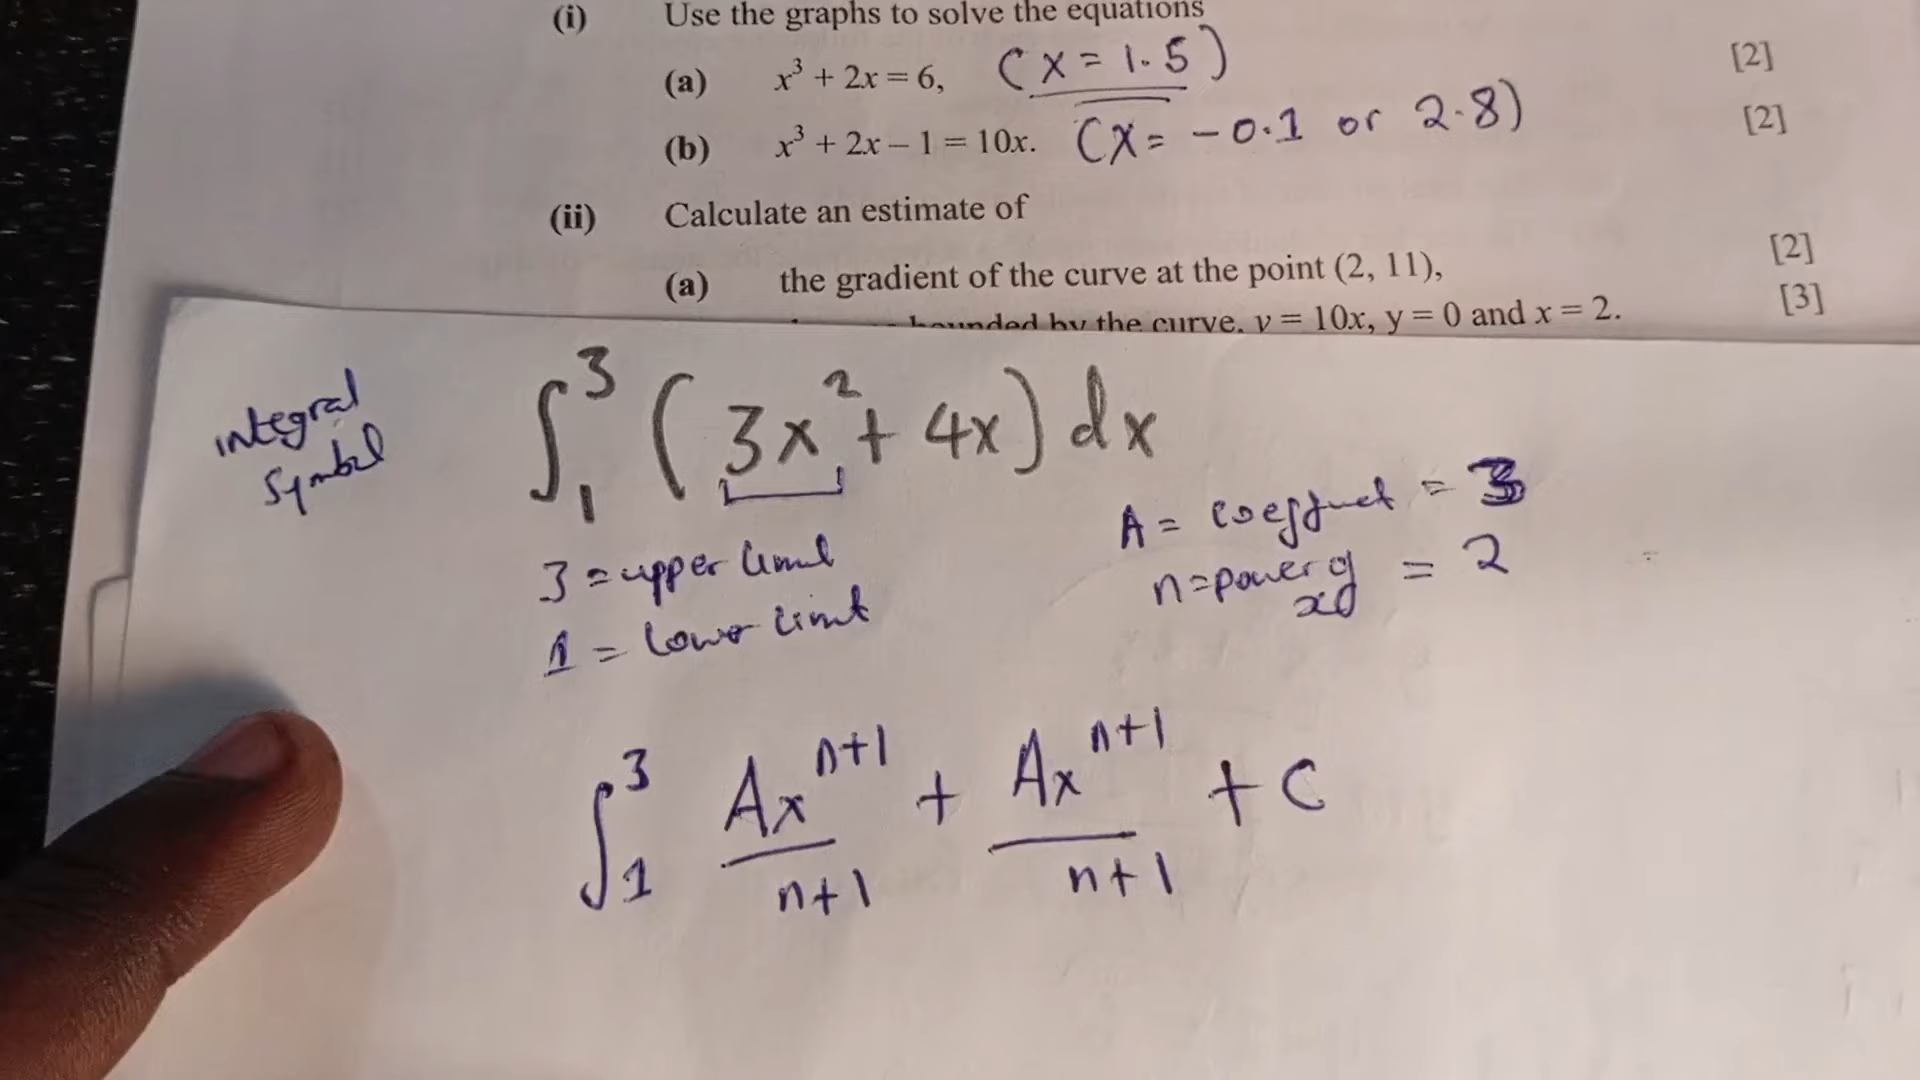 (i) Use the graphs to solve the equations
(a) x³ + 2x = 6, (x = 1.5) [2]
(b) x³ + 2x – 1 = 10x. (x = -0.1 or 2.8) [2]
(ii) Calculate an estimate of
(a) the gradient of the curve at the point (2, 11), [2]
bounded by the curve, y = 10x, y = 0 and x = 2. [3]
integral
symbol
∫₁³ (3x² + 4x) dx
A = coefficient = 3
3 = upper limit
n = power of x = 2
1 = lower limit
∫₁³ Axⁿ⁺¹/n+1 + Axⁿ⁺¹/n+1 + C